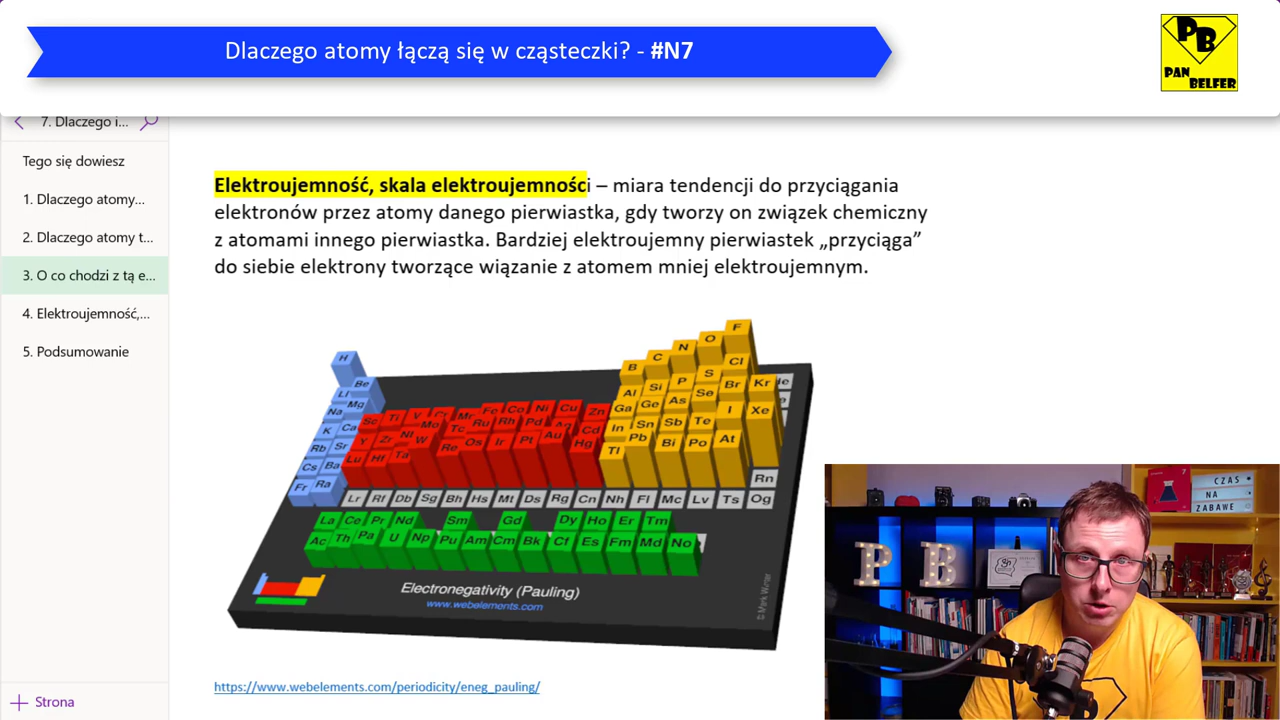 Dlaczego atomy łączą się w cząsteczki? - #N7
PB
PAN
BELFER
7. Dlaczego i...
Tego się dowiesz
1. Dlaczego atomy...
2. Dlaczego atomy t...
3. O co chodzi z tą e...
4. Elektroujemność,...
5. Podsumowanie
Strona
Elektroujemność, skala elektroujemności – miara tendencji do przyciągania
elektronów przez atomy danego pierwiastka, gdy tworzy on związek chemiczny
z atomami innego pierwiastka. Bardziej elektroujemny pierwiastek „przyciąga”
do siebie elektrony tworzące wiązanie z atomem mniej elektroujemnym.
H
Li Be B C N O F
Na Mg Al Si P S Cl
K Ca Sc Ti V Cr Mn Fe Co Ni Cu Zn Ga Ge As Se Br Kr
Rb Sr Y Zr Nb Mo Tc Ru Rh Pd Ag Cd In Sn Sb Te I Xe
Cs Ba Lu Hf Ta W Re Os Ir Pt Au Hg Tl Pb Bi Po At Rn
Fr Ra Lr Rf Db Sg Bh Hs Mt Ds Rg Cn Nh Fl Mc Lv Ts Og
La Ce Pr Nd Sm Gd Dy Ho Er Tm
Ac Th Pa U Np Pu Am Cm Bk Cf Es Fm Md No
Electronegativity (Pauling)
www.webelements.com
© Mark Winter
https://www.webelements.com/periodicity/eneg_pauling/
CZAS
NA
ZABAWE
P B